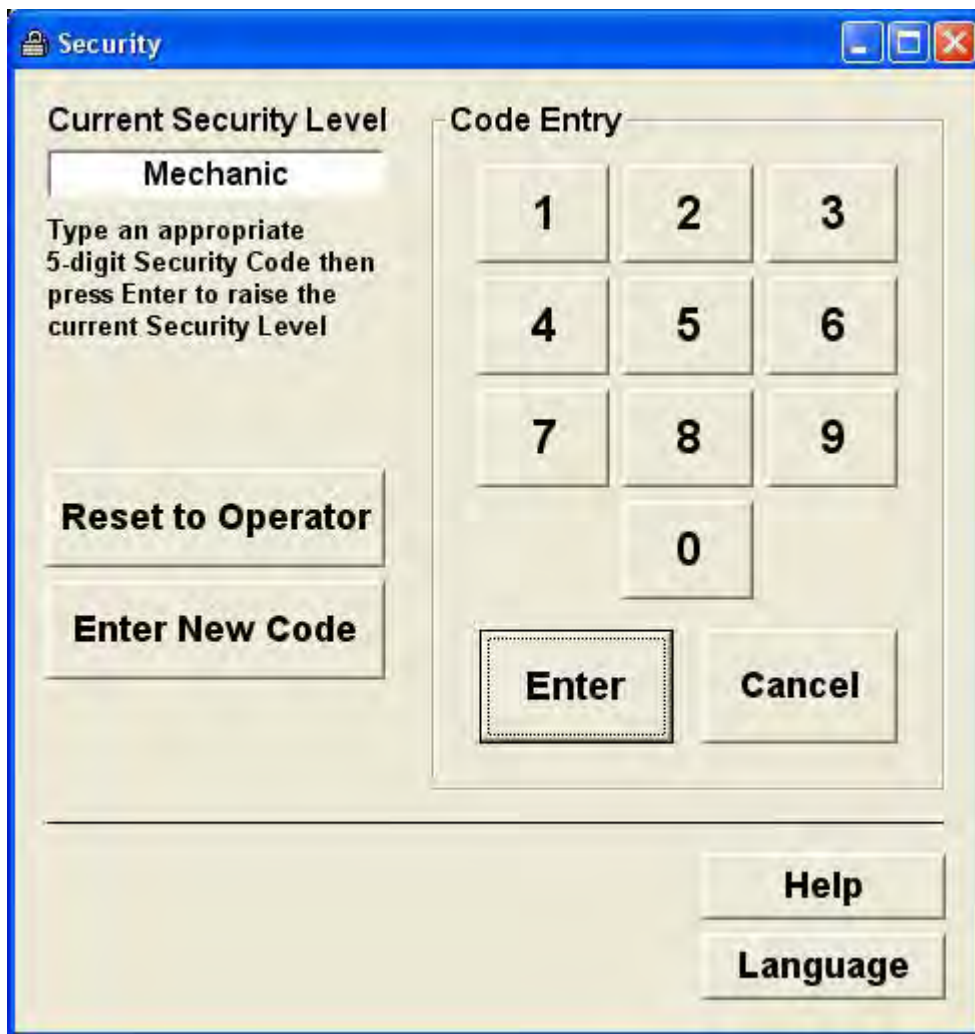 Security
Current Security Level
Mechanic
Type an appropriate
5-digit Security Code then
press Enter to raise the
current Security Level
Reset to Operator
Enter New Code
Code Entry
1 2 3
4 5 6
7 8 9
0
Enter Cancel
Help
Language